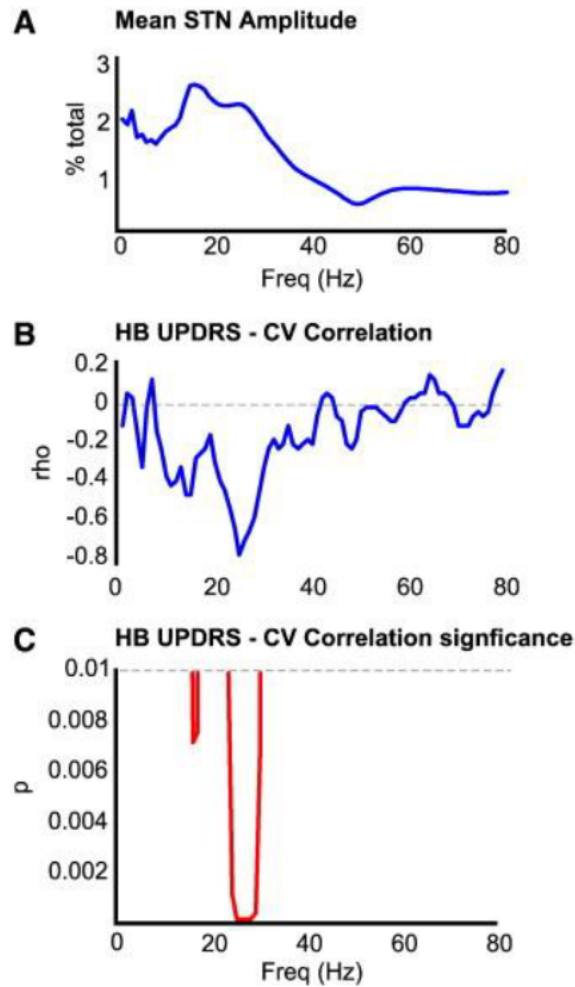 A
Mean STN Amplitude
3
2
1
% total
0 20 40 60 80
Freq (Hz)
B
HB UPDRS - CV Correlation
0.2
0
-0.2
-0.4
-0.6
-0.8
rho
0 20 40 60 80
C
HB UPDRS - CV Correlation signficance
0.01
0.008
0.006
0.004
0.002
p
0 20 40 60 80
Freq (Hz)